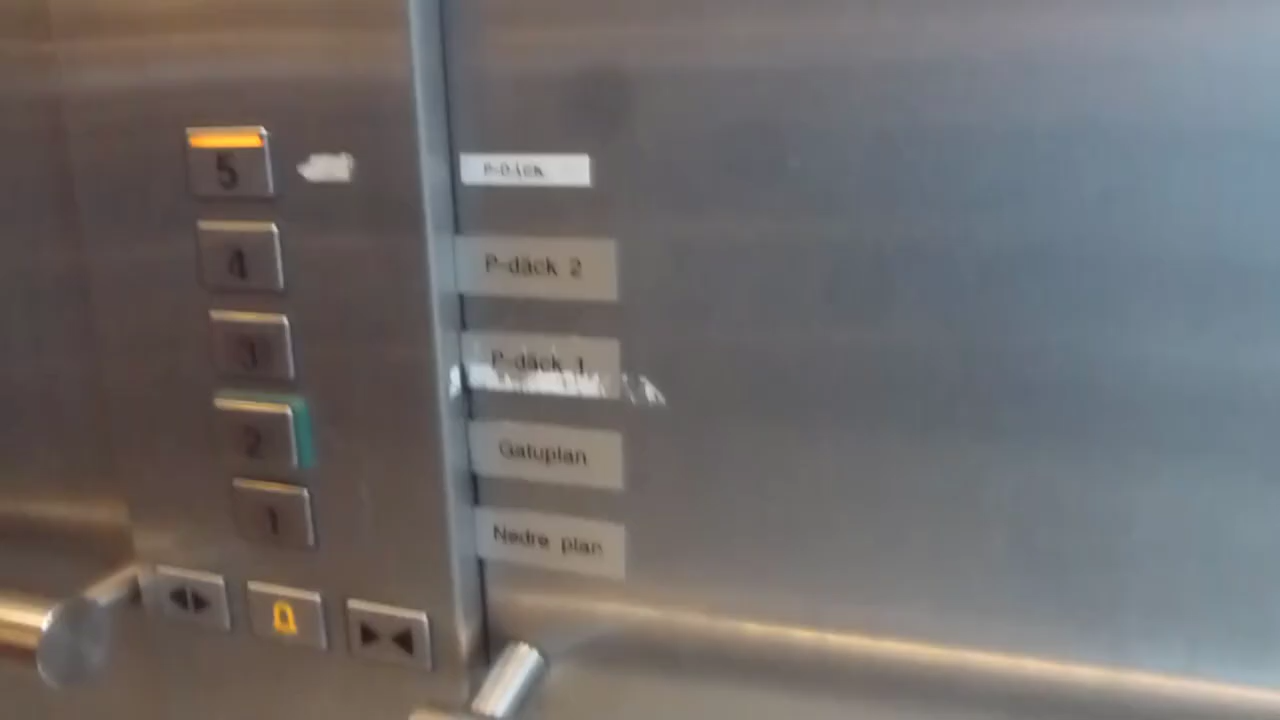 5
P-Däck
4
P-däck 2
3
P-däck 1
2
Gatuplan
1
Nedre plan